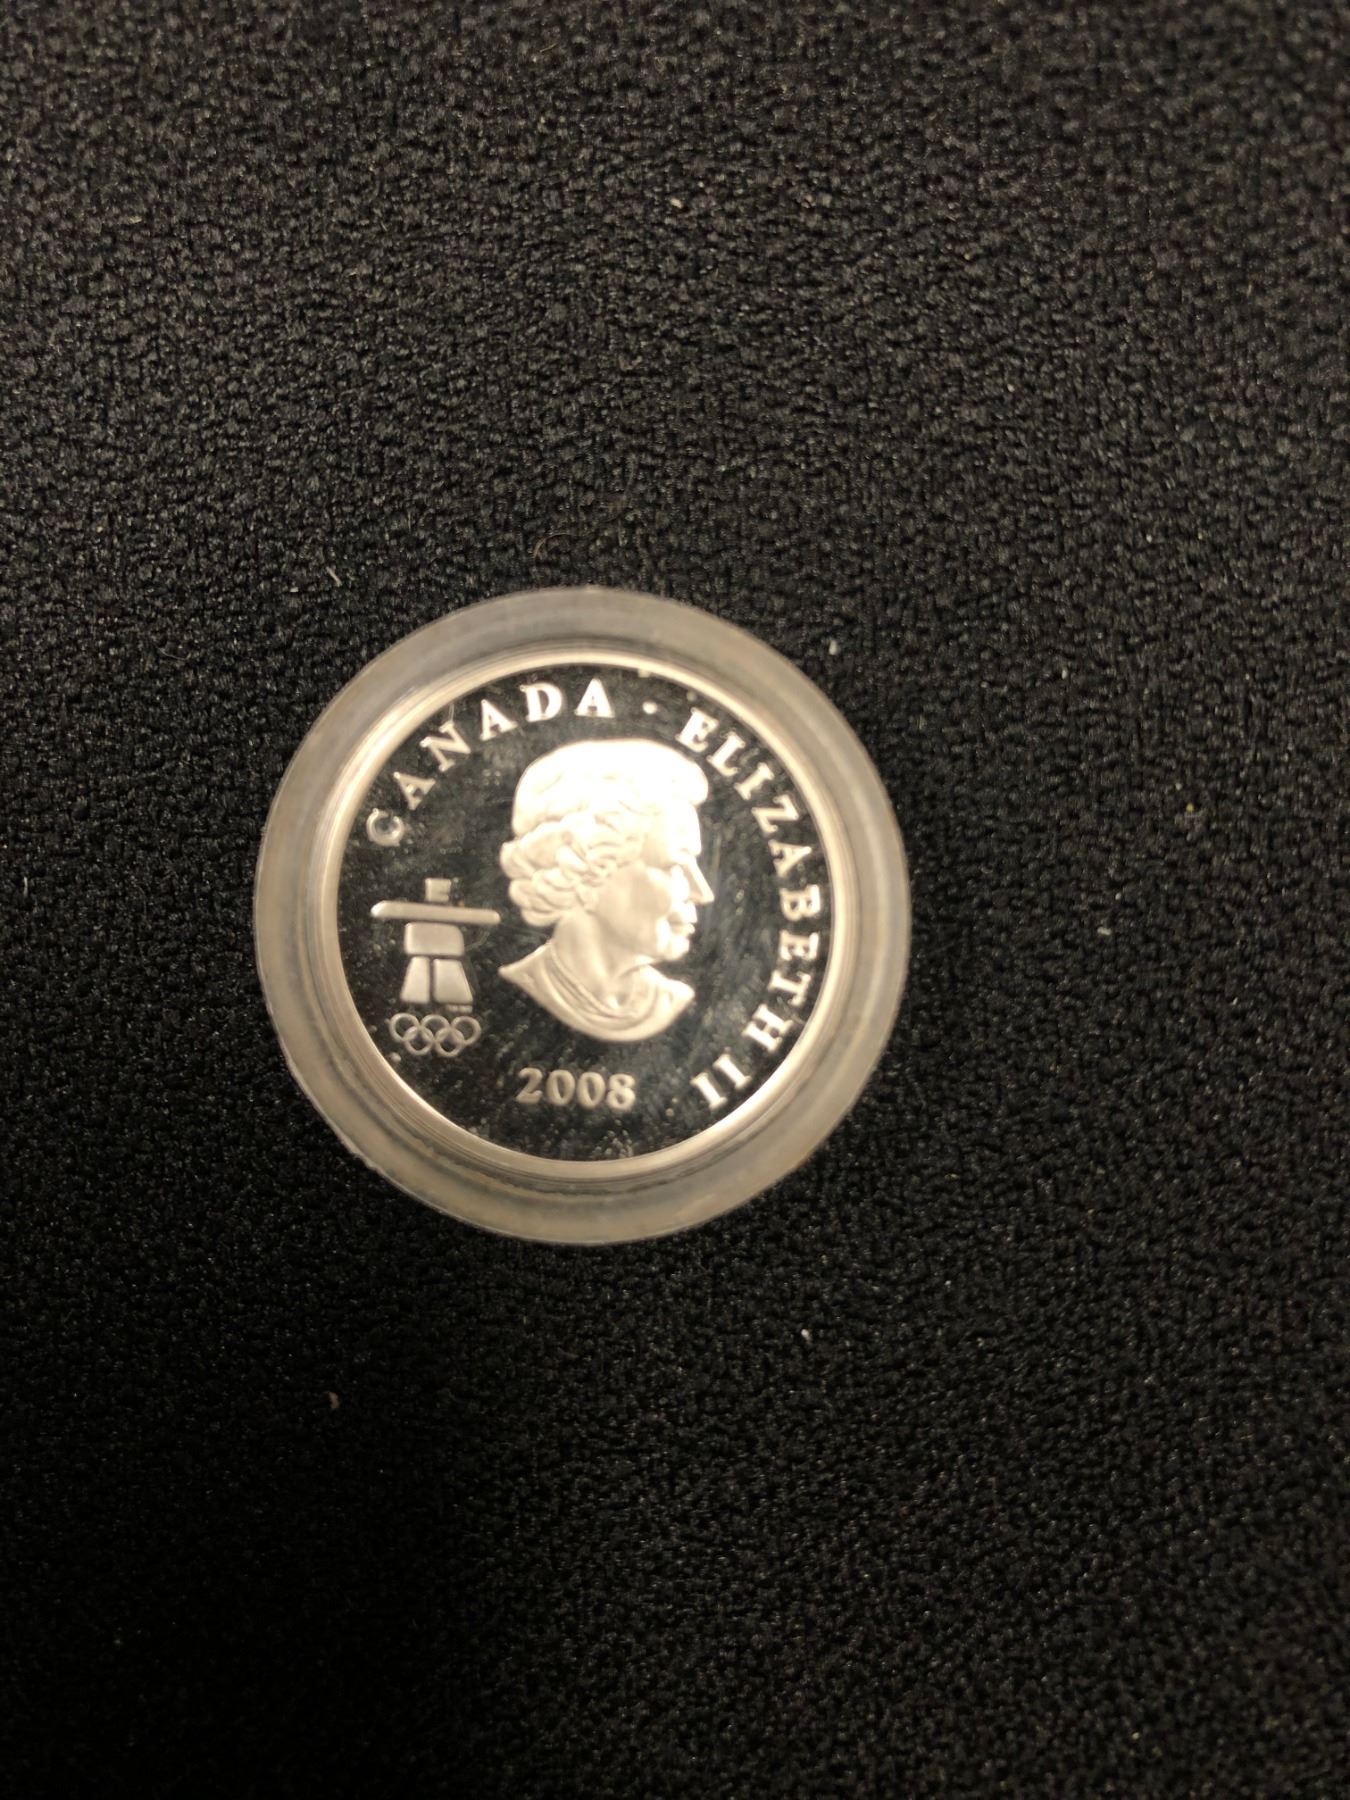 CANADA · ELIZABETH II
2008